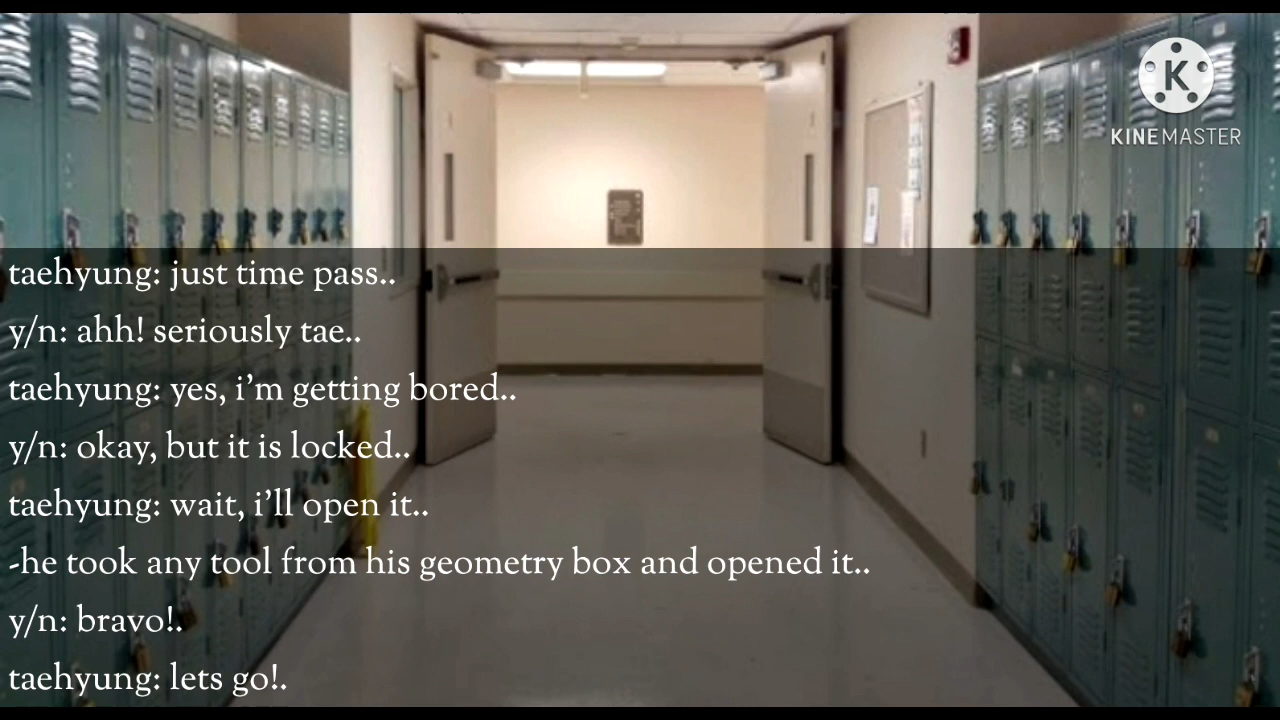 K
KINEMASTER
taehyung: just time pass..
y/n: ahh! seriously tae..
taehyung: yes, i'm getting bored..
y/n: okay, but it is locked..
taehyung: wait, i'll open it..
-he took any tool from his geometry box and opened it..
y/n: bravo!.
taehyung: lets go!.